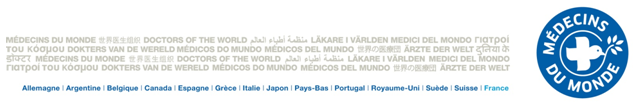 MÉDECINS DU MONDE 世界医生组织 DOCTORS OF THE WORLD منظمة أطباء العالم LÄKARE I VÄRLDEN MEDICI DEL MONDO Γιατροί
του Κόσμου DOKTERS VAN DE WERELD MÉDICOS DO MUNDO MÉDICOS DEL MUNDO 世界の医療団 ÄRZTE DER WELT दुनिया के
डॉक्टर MÉDECINS DU MONDE 世界医生组织 DOCTORS OF THE WORLD منظمة أطباء العالم LÄKARE I VÄRLDEN MEDICI DEL MONDO
Γιατροί του Κόσμου DOKTERS VAN DE WERELD MÉDICOS DO MUNDO MÉDICOS DEL MUNDO 世界の医療団 ÄRZTE DER WELT
Allemagne | Argentine | Belgique | Canada | Espagne | Grèce | Italie | Japon | Pays-Bas | Portugal | Royaume-Uni | Suède | Suisse | France
MÉDECINS
DU MONDE